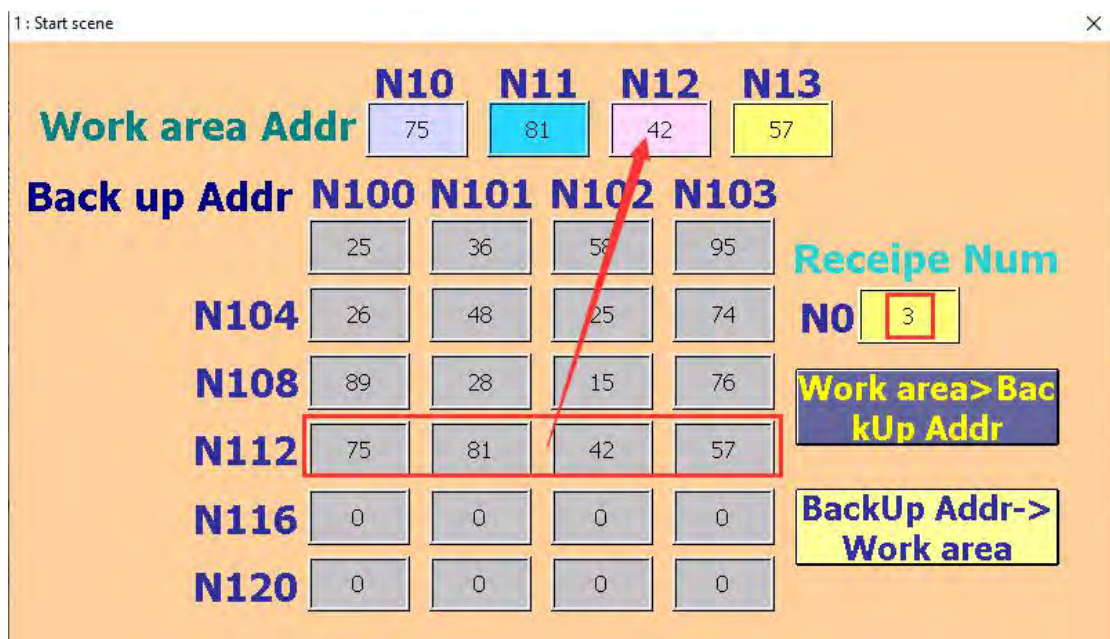 1 : Start scene
N10 N11 N12 N13
Work area Addr 75 81 42 57
Back up Addr N100 N101 N102 N103
25 36 58 95
Receipe Num
N104 26 48 25 74
N0 3
N108 89 28 15 76
Work area>Bac
kUp Addr
N112 75 81 42 57
N116 0 0 0 0
BackUp Addr->
Work area
N120 0 0 0 0